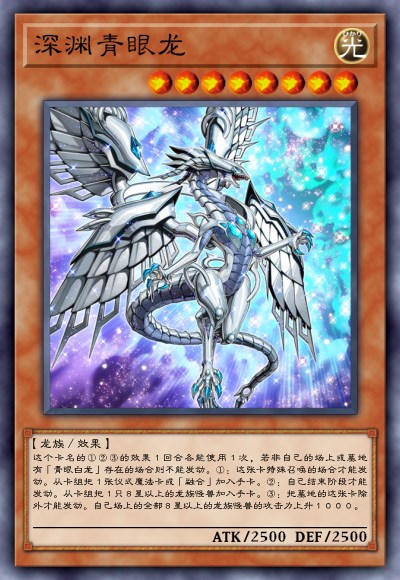 深渊青眼龙
ひかり
光
【龙族／效果】
这个卡名的①②③的效果1回合各能使用1次，若非自己的场上或墓地
有「青眼白龙」存在的场合则不能发动。①：这张卡特殊召唤的场合才能发
动。从卡组把1张仪式魔法卡或「融合」加入手卡。②：自己结束阶段才能
发动。从卡组把1只8星以上的龙族怪兽加入手卡。③：把墓地的这张卡除
外才能发动。自己场上的全部8星以上的龙族怪兽的攻击力上升1000。
ATK/2500 DEF/2500